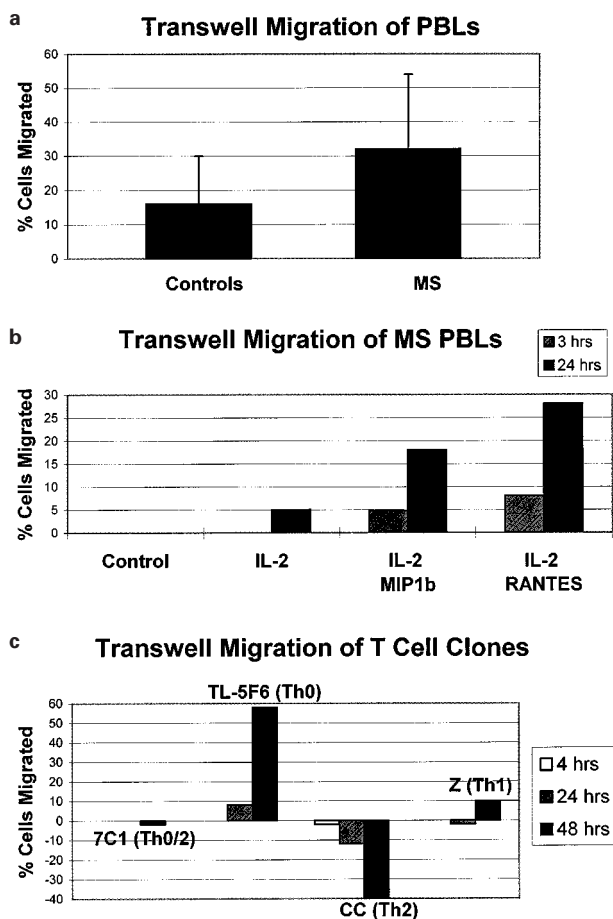 a
Transwell Migration of PBLs
% Cells Migrated
60
50
40
30
20
10
0
Controls
MS
b
Transwell Migration of MS PBLs
3 hrs
24 hrs
% Cells Migrated
30
25
20
15
10
5
0
Control
IL-2
IL-2
MIP1b
IL-2
RANTES
c
Transwell Migration of T Cell Clones
% Cells Migrated
60
50
40
30
20
10
0
-10
-20
-30
-40
TL-5F6 (Th0)
7C1 (Th0/2)
Z (Th1)
CC (Th2)
4 hrs
24 hrs
48 hrs